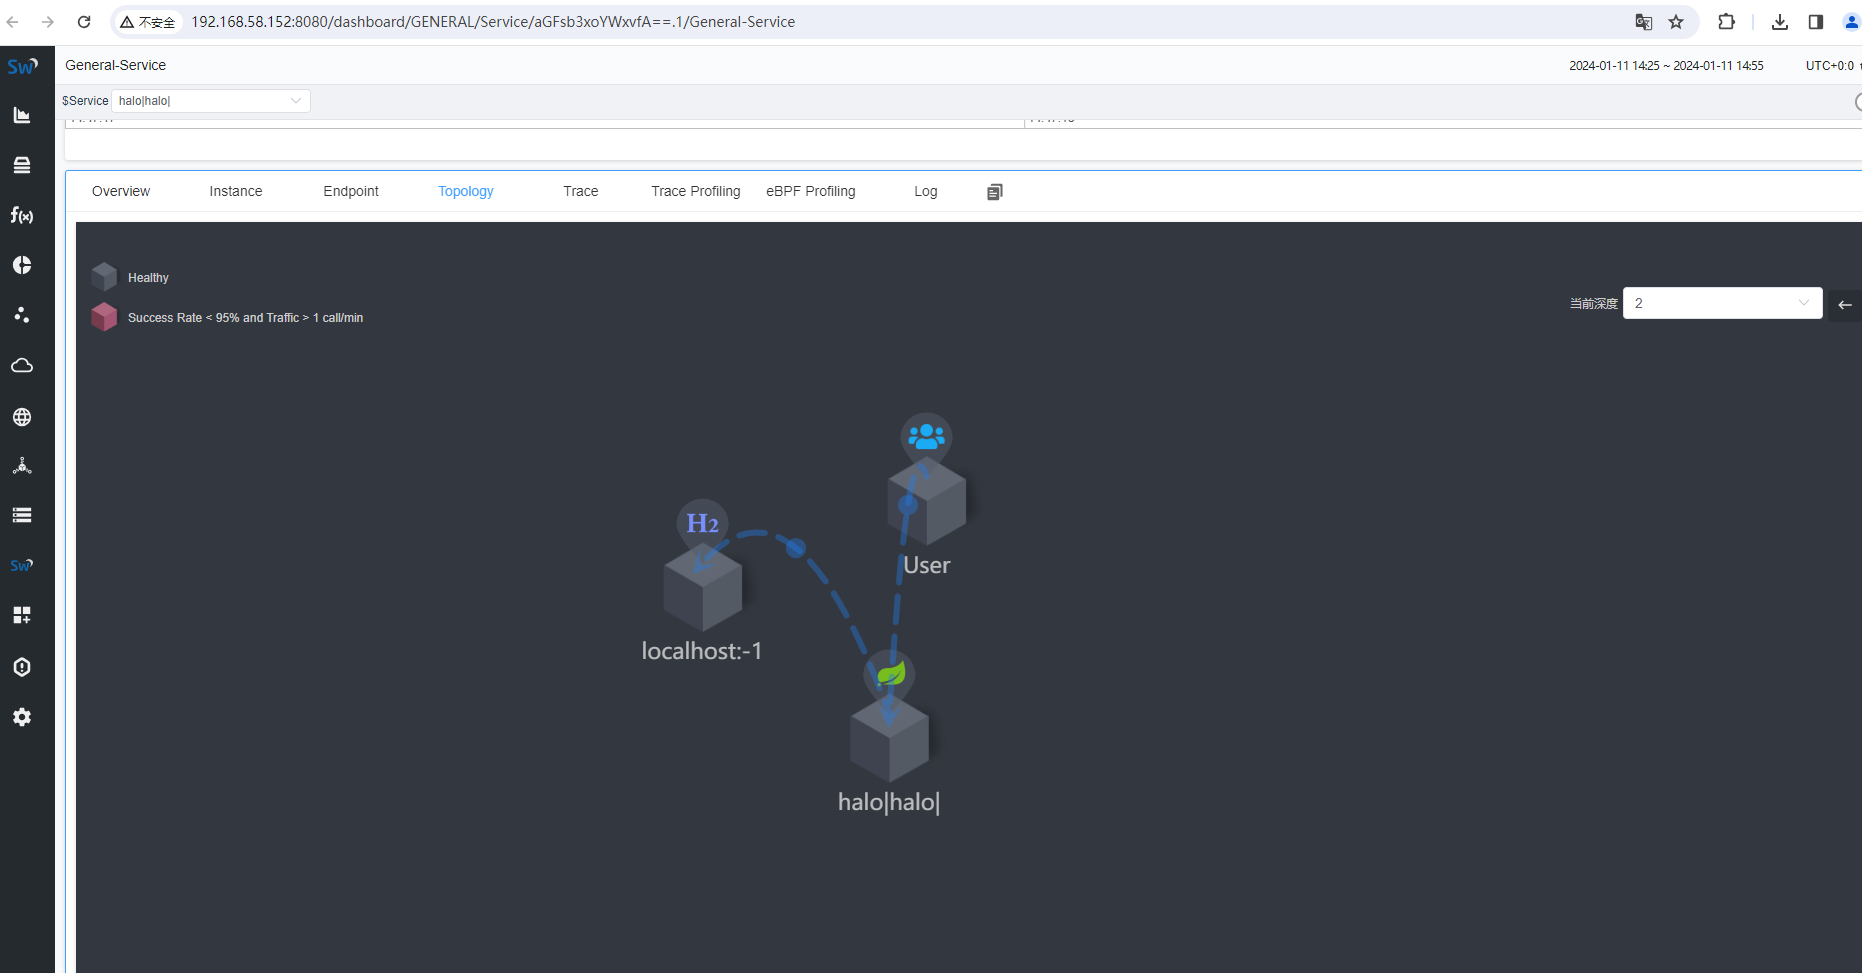 不安全 192.168.58.152:8080/dashboard/GENERAL/Service/aGFsb3xoYWxvfA==.1/General-Service
Sw
General-Service 2024-01-11 14:25 ~ 2024-01-11 14:55 UTC+0:0
$Service halo|halo|
Overview Instance Endpoint Topology Trace Trace Profiling eBPF Profiling Log
f(x)
Healthy
当前深度 2
Success Rate < 95% and Traffic > 1 call/min
H2
User
Sw
localhost:-1
halo|halo|